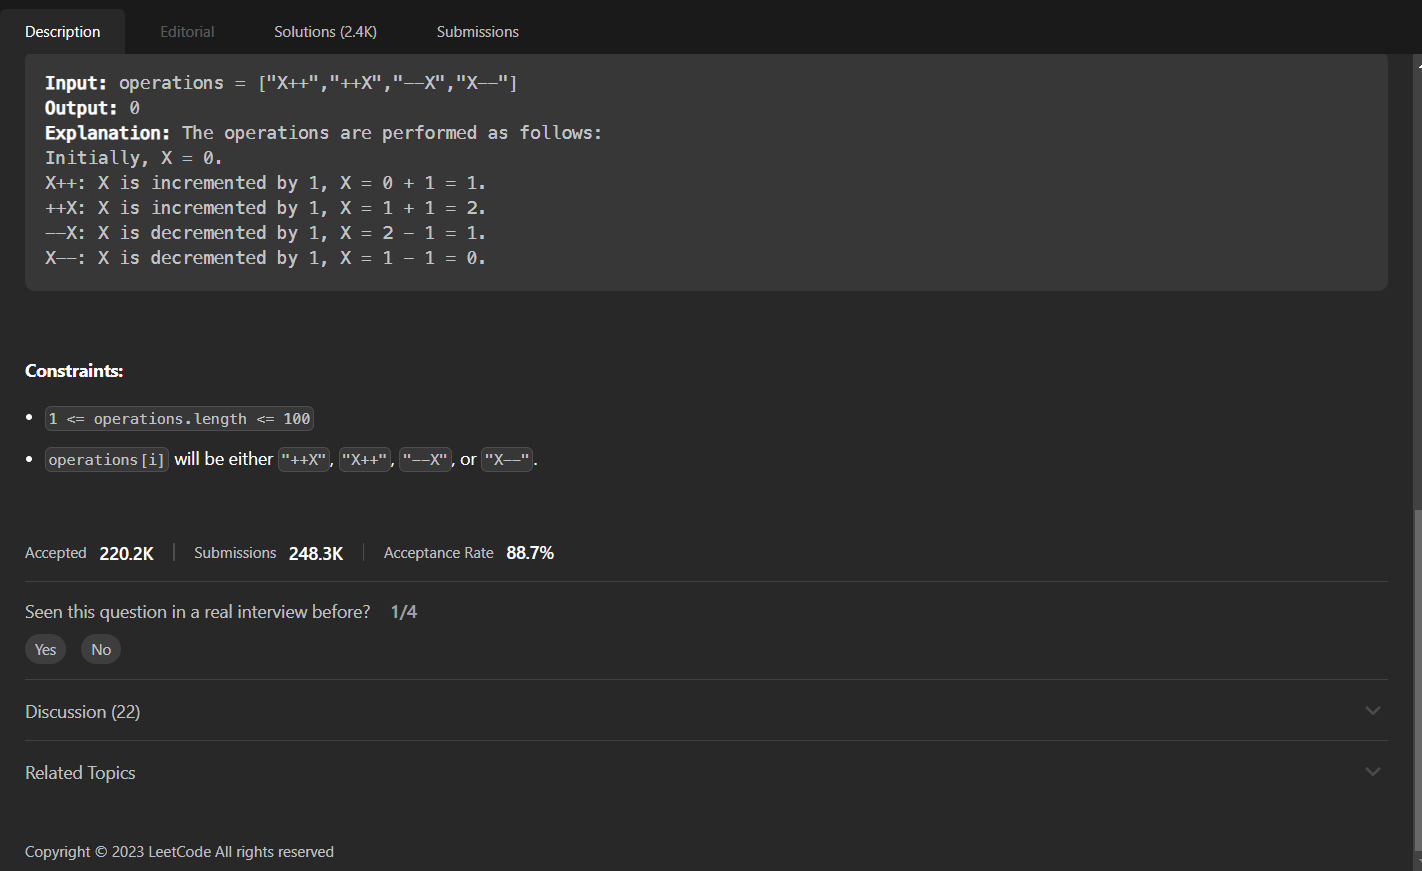 Description Editorial Solutions (2.4K) Submissions
Input: operations = ["X++","++X","--X","X--"]
Output: 0
Explanation: The operations are performed as follows:
Initially, X = 0.
X++: X is incremented by 1, X = 0 + 1 = 1.
++X: X is incremented by 1, X = 1 + 1 = 2.
--X: X is decremented by 1, X = 2 - 1 = 1.
X--: X is decremented by 1, X = 1 - 1 = 0.
Constraints:
• 1 <= operations.length <= 100
• operations[i] will be either "++X", "X++", "--X", or "X--".
Accepted 220.2K Submissions 248.3K Acceptance Rate 88.7%
Seen this question in a real interview before? 1/4
Yes No
Discussion (22)
Related Topics
Copyright © 2023 LeetCode All rights reserved